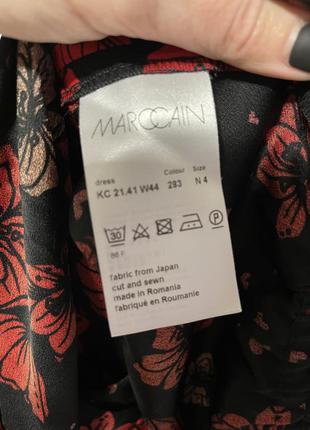 MARCCAIN
dress
Colour
Size
KC 21.41 W44
283
N 4
30
P
fabric from Japan
cut and sewn
made in Romania
fabriqué en Roumanie